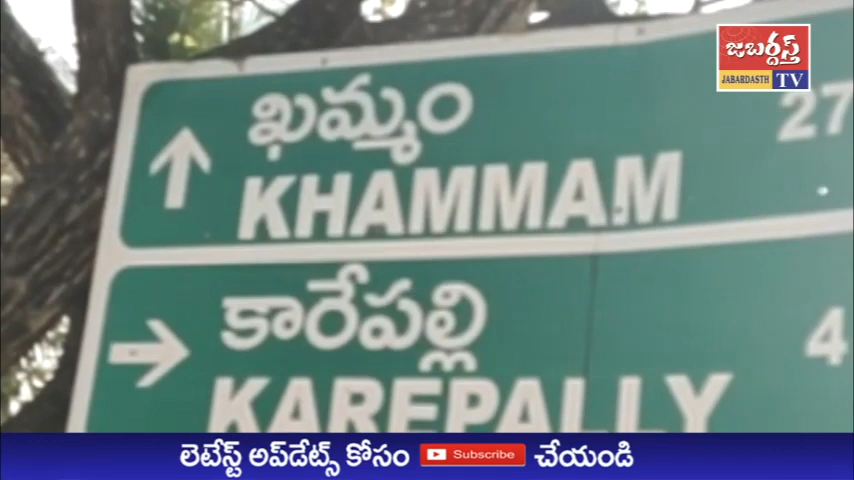 జబర్దస్త్
JABARDASTH TV
ఖమ్మం 27
KHAMMAM
కారేపల్లి 4
KAREPALLY
లెటేస్ట్ అప్‌డేట్స్ కోసం Subscribe చేయండి